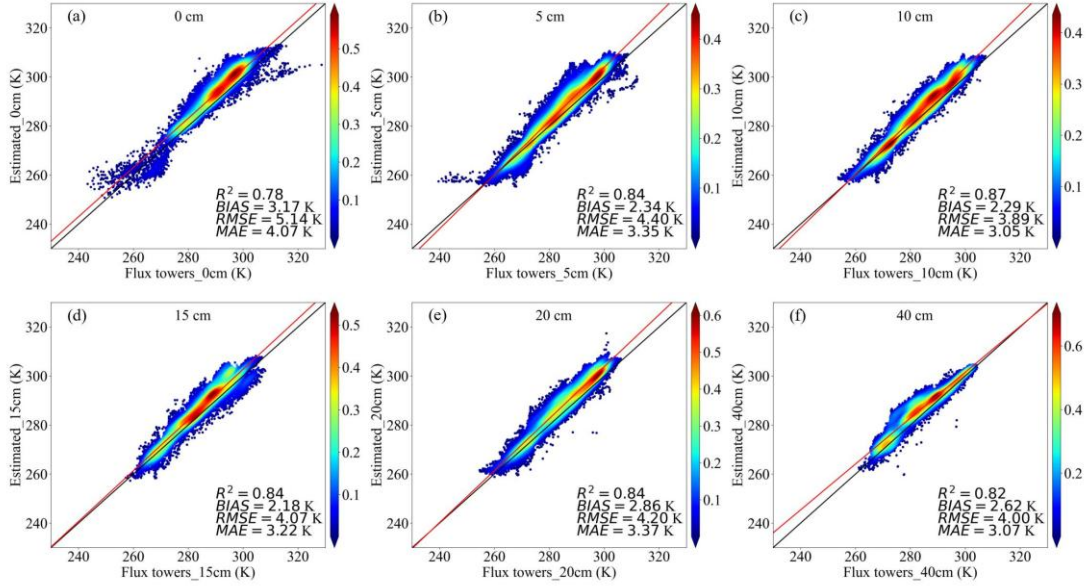 (a) 0 cm
320
300
280
260
240
Estimated_0cm (K)
R² = 0.78
BIAS = 3.17 K
RMSE = 5.14 K
MAE = 4.07 K
240 260 280 300 320
Flux towers_0cm (K)
0.5
0.4
0.3
0.2
0.1
(b) 5 cm
320
300
280
260
240
Estimated_5cm (K)
R² = 0.84
BIAS = 2.34 K
RMSE = 4.40 K
MAE = 3.35 K
240 260 280 300 320
Flux towers_5cm (K)
0.4
0.3
0.2
0.1
(c) 10 cm
320
300
280
260
240
Estimated_10cm (K)
R² = 0.87
BIAS = 2.29 K
RMSE = 3.89 K
MAE = 3.05 K
240 260 280 300 320
Flux towers_10cm (K)
0.4
0.3
0.2
0.1
(d) 15 cm
320
300
280
260
240
Estimated_15cm (K)
R² = 0.84
BIAS = 2.18 K
RMSE = 4.07 K
MAE = 3.22 K
240 260 280 300 320
Flux towers_15cm (K)
0.5
0.4
0.3
0.2
0.1
(e) 20 cm
320
300
280
260
240
Estimated_20cm (K)
R² = 0.84
BIAS = 2.86 K
RMSE = 4.20 K
MAE = 3.37 K
240 260 280 300 320
Flux towers_20cm (K)
0.6
0.5
0.4
0.3
0.2
0.1
(f) 40 cm
320
300
280
260
240
Estimated_40cm (K)
R² = 0.82
BIAS = 2.62 K
RMSE = 4.00 K
MAE = 3.07 K
240 260 280 300 320
Flux towers_40cm (K)
0.6
0.4
0.2